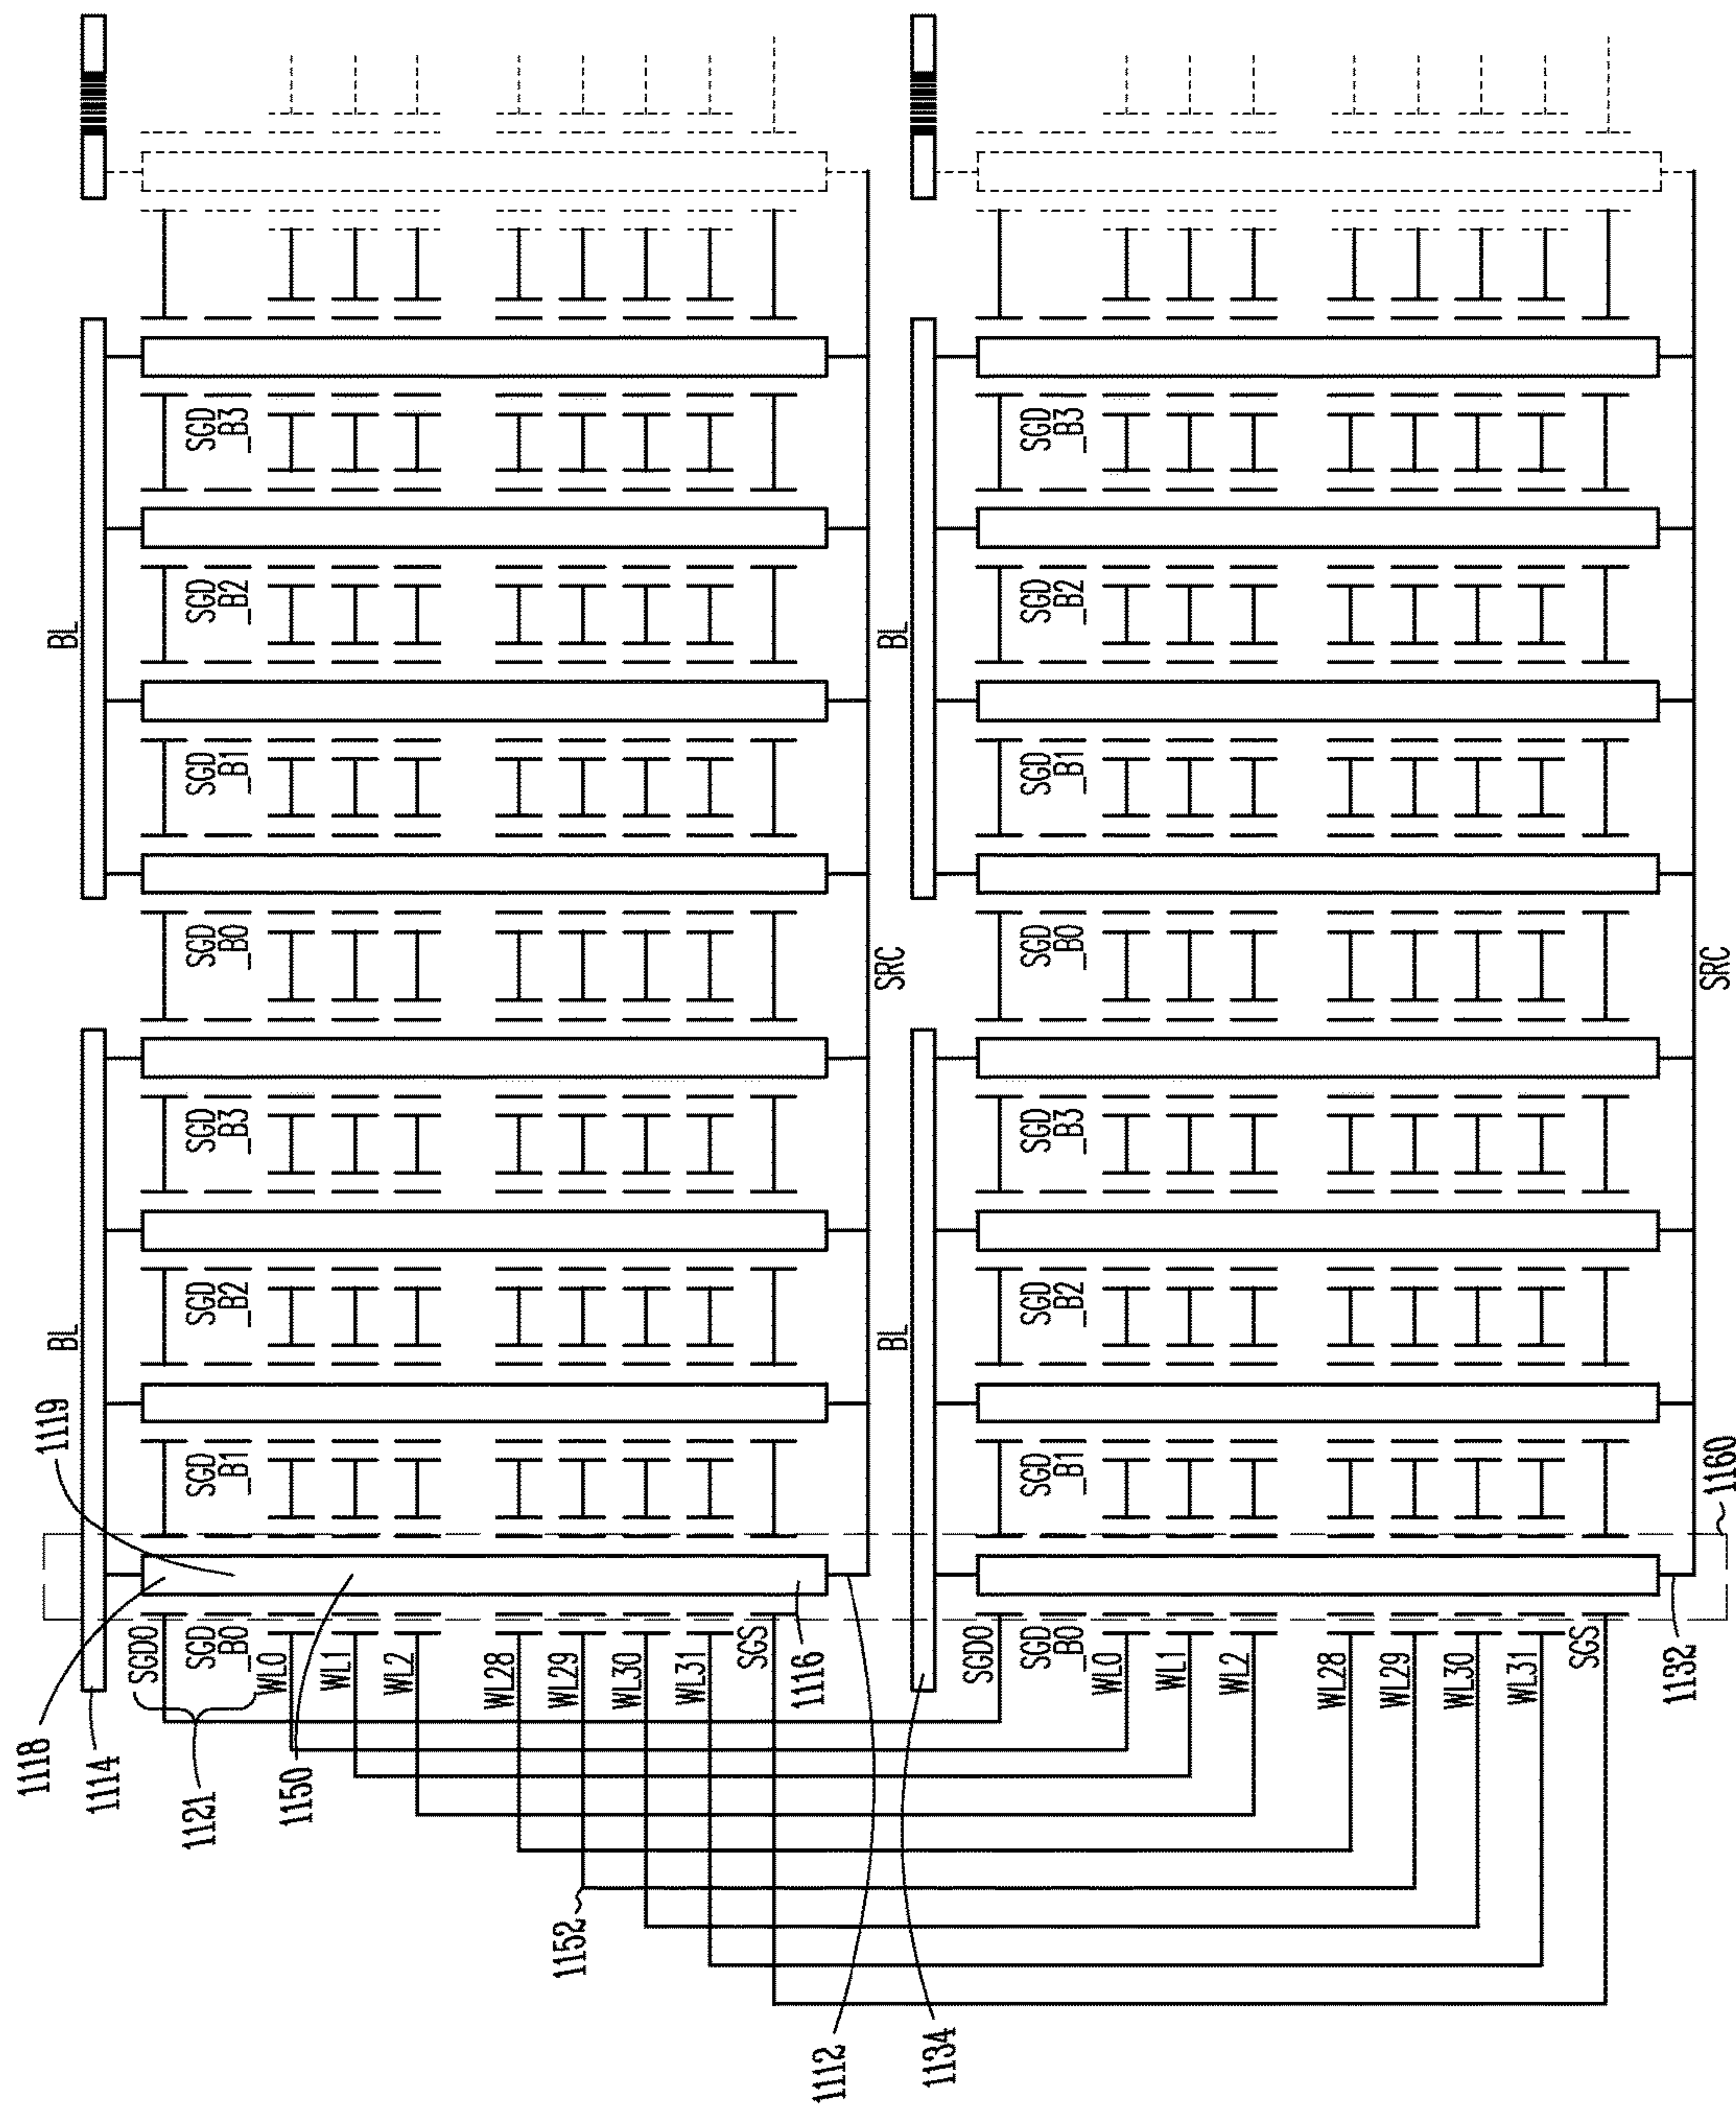 1118
1119
BL
BL
1114
SGD0
1121
SGD
_B0
SGD
_B1
SGD
_B2
SGD
_B3
SGD
_B0
SGD
_B1
SGD
_B2
SGD
_B3
WL0
1150
WL1
WL2
WL28
1152
WL29
WL30
WL31
SGS
1116
1112
SRC
BL
BL
1134
SGD0
SGD
_B0
SGD
_B1
SGD
_B2
SGD
_B3
SGD
_B0
SGD
_B1
SGD
_B2
SGD
_B3
WL0
WL1
WL2
WL28
WL29
WL30
WL31
SGS
1132
1160
SRC